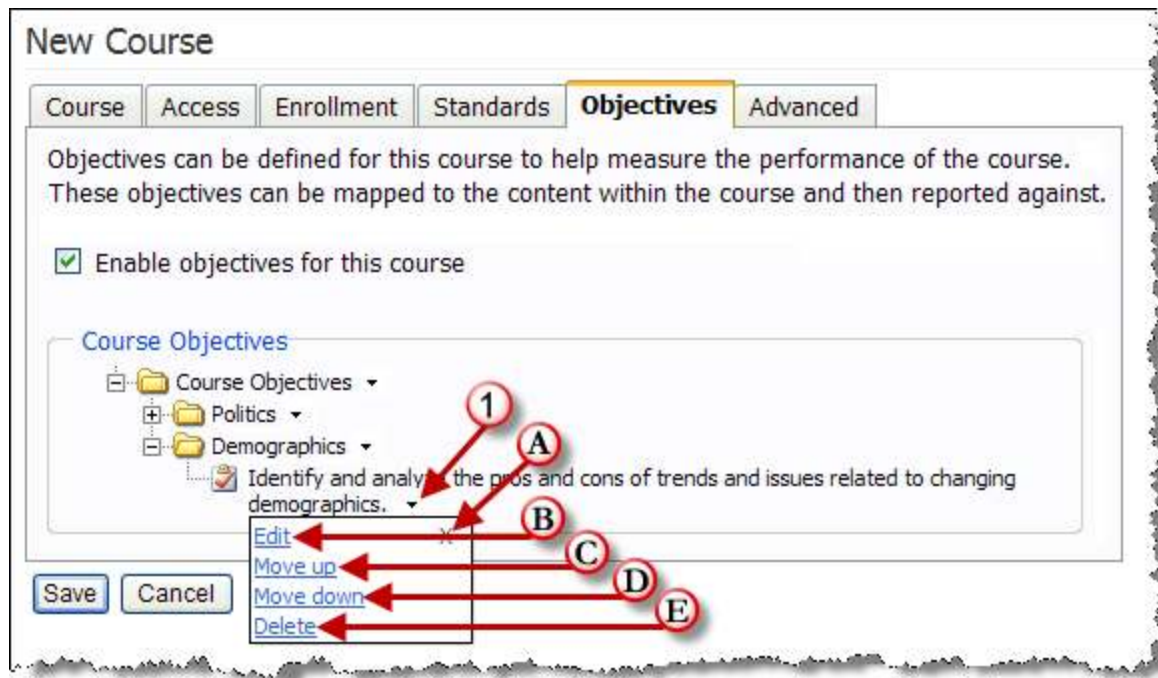 New Course
Course Access Enrollment Standards Objectives Advanced
Objectives can be defined for this course to help measure the performance of the course.
These objectives can be mapped to the content within the course and then reported against.
Enable objectives for this course
Course Objectives
Course Objectives
Politics
1
Demographics
A
Identify and analyze the pros and cons of trends and issues related to changing
demographics.
B
Edit X
C
Move up
D
Save Cancel Move down
E
Delete